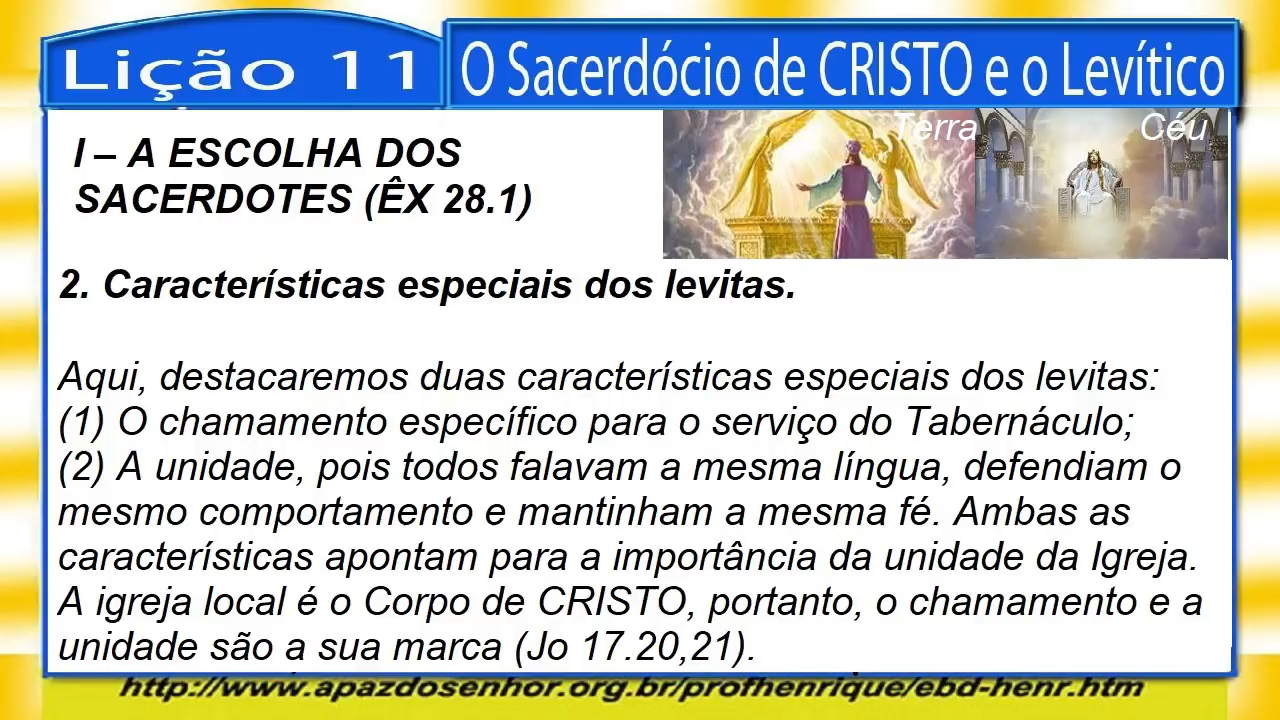 Lição 11
O Sacerdócio de CRISTO e o Levítico
Terra
Céu
I – A ESCOLHA DOS
SACERDOTES (ÊX 28.1)
2. Características especiais dos levitas.
Aqui, destacaremos duas características especiais dos levitas:
(1) O chamamento específico para o serviço do Tabernáculo;
(2) A unidade, pois todos falavam a mesma língua, defendiam o
mesmo comportamento e mantinham a mesma fé. Ambas as
características apontam para a importância da unidade da Igreja.
A igreja local é o Corpo de CRISTO, portanto, o chamamento e a
unidade são a sua marca (Jo 17.20,21).
http://www.apazdosenhor.org.br/profhenrique/ebd-henr.htm